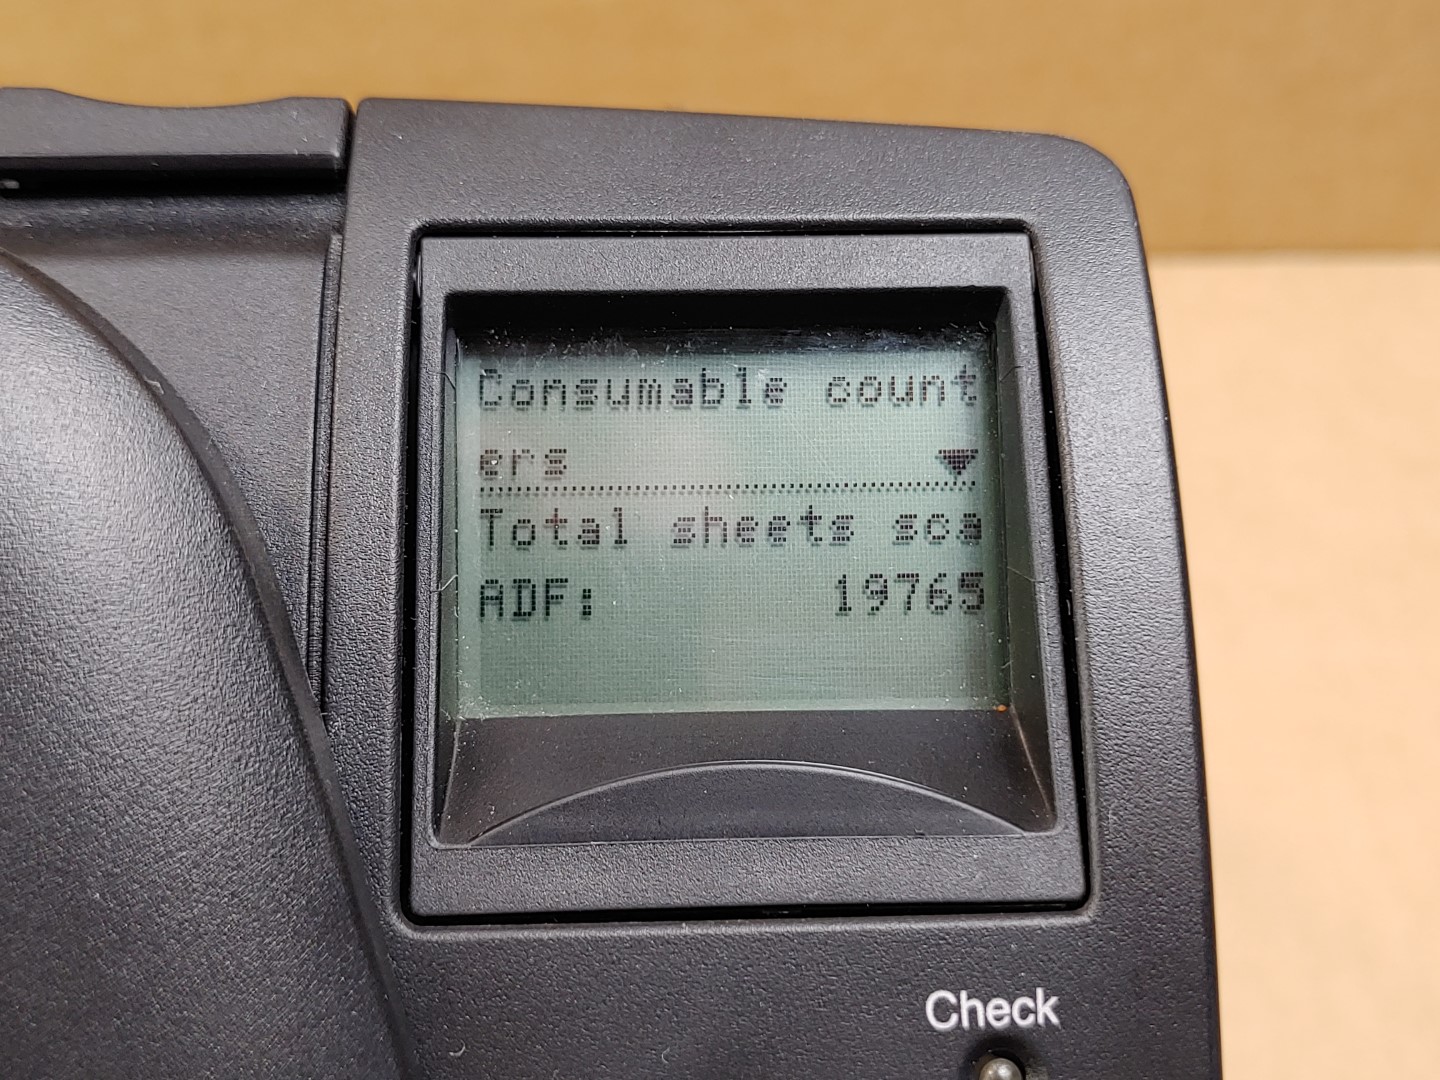 Consumable count
ers ▼
Total sheets sca
ADF: 19765
Check